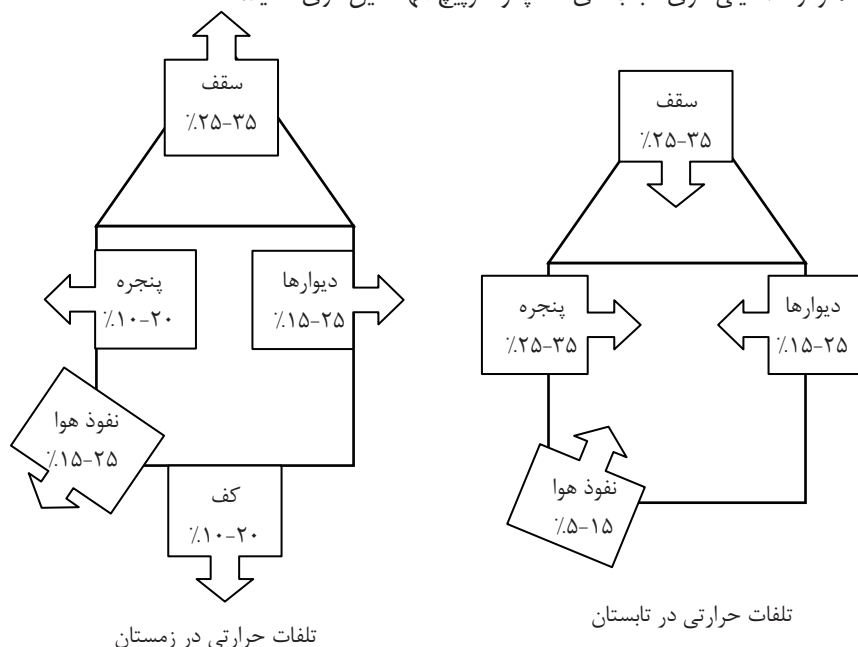 سقف
٪۲۵-۳۵
پنجره
٪۱۰-۲۰
دیوارها
٪۱۵-۲۵
نفوذ هوا
٪۱۵-۲۵
کف
٪۱۰-۲۰
تلفات حرارتی در زمستان
سقف
٪۲۵-۳۵
پنجره
٪۲۵-۳۵
دیوارها
٪۱۵-۲۵
نفوذ هوا
٪۵-۱۵
تلفات حرارتی در تابستان